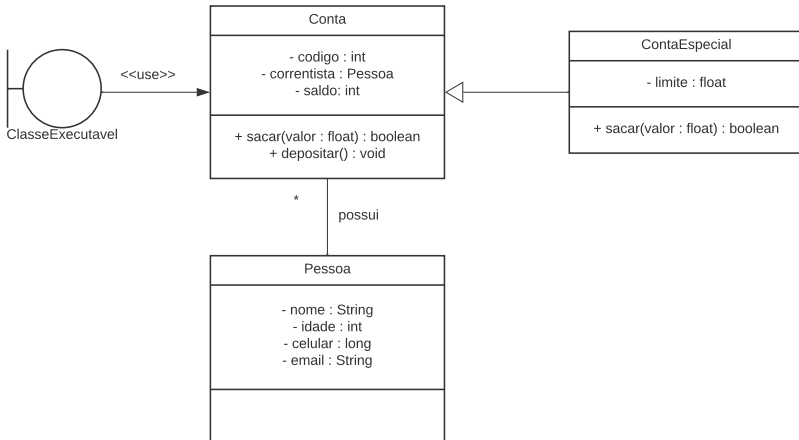 Conta
- codigo : int
- correntista : Pessoa
- saldo: int
+ sacar(valor : float) : boolean
+ depositar() : void
<<use>>
ClasseExecutavel
ContaEspecial
- limite : float
+ sacar(valor : float) : boolean
*
possui
Pessoa
- nome : String
- idade : int
- celular : long
- email : String